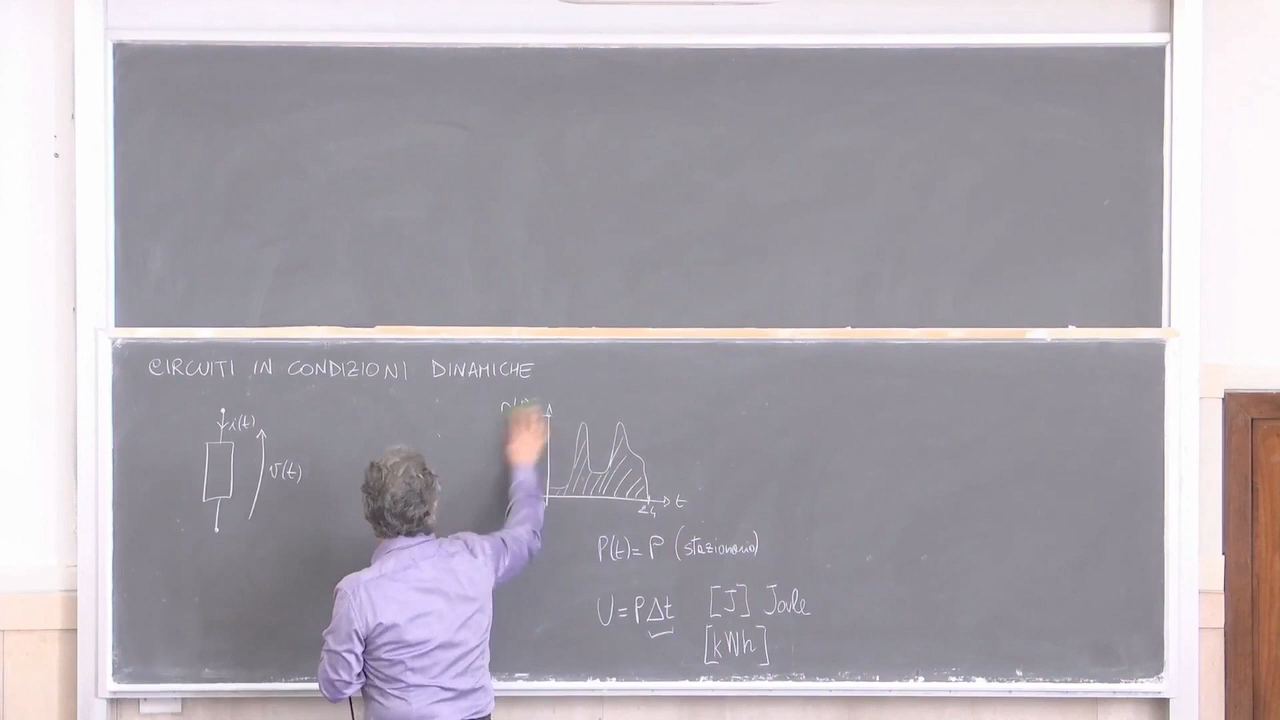 CIRCUITI IN CONDIZIONI DINAMICHE
i(t)
v(t)
t
24
P(t)=P (stazionario)
U=PΔt [J] Joule
[kWh]